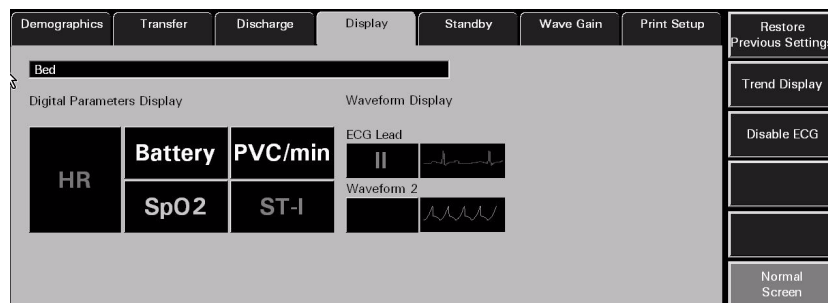 Demographics
Transfer
Discharge
Display
Standby
Wave Gain
Print Setup
Restore
Previous Settings
Bed
Trend Display
Digital Parameters Display
Waveform Display
Disable ECG
ECG Lead
HR
Battery
PVC/min
II
Waveform 2
SpO2
ST-I
Normal
Screen